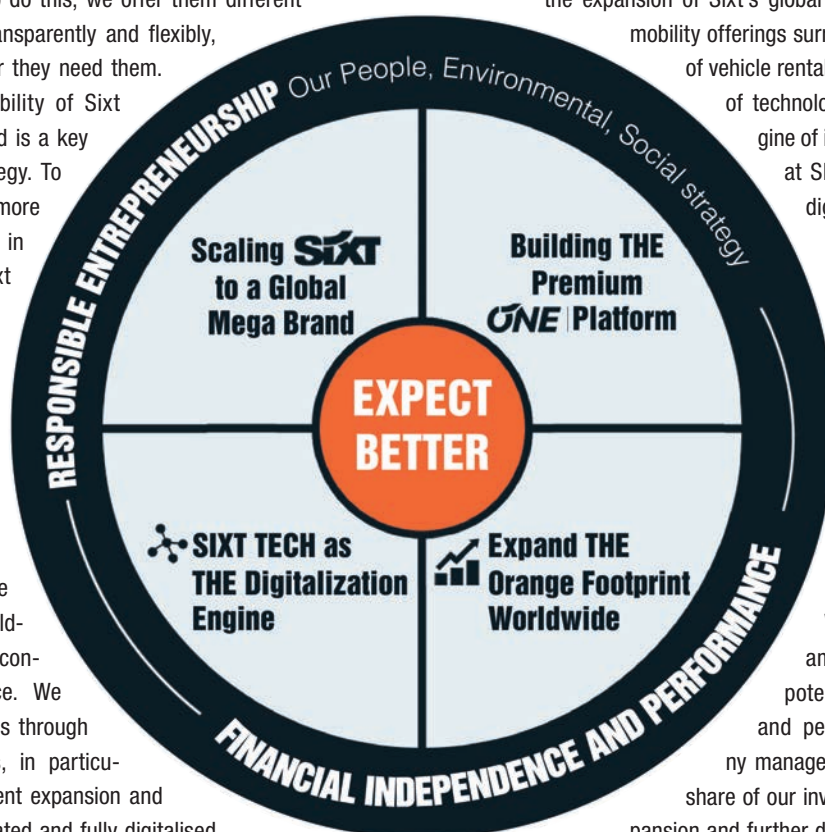 do this, we offer them different
ansparently and flexibly,
they need them.
bility of Sixt
d is a key
egy. To
more
in
xt
e
ld-
con-
ce. We
s through
, in particu-
ent expansion and
ated and fully digitalised
RESPONSIBLE ENTREPRENEURSHIP Our People, Environmental, Social strategy
Scaling SIXT
to a Global
Mega Brand
Building THE
Premium
ONE | Platform
EXPECT
BETTER
SIXT TECH as
THE Digitalization
Engine
Expand THE
Orange Footprint
Worldwide
FINANCIAL INDEPENDENCE AND PERFORMANCE
the expansion of Sixt's global
mobility offerings surr
of vehicle rental
of technolo
gine of i
at SI
dig
an
pote
and pe
ny manage
share of our inv
pansion and further d